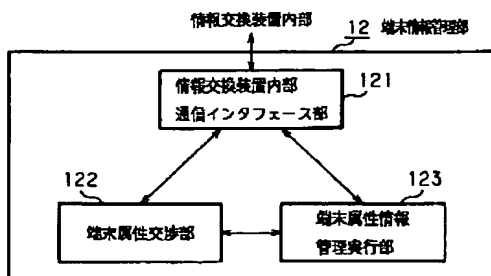 情報交換装置内部
12 端末情報管理部
情報交換装置内部
通信インタフェース部
121
122
端末属性交渉部
123
端末属性情報
管理実行部